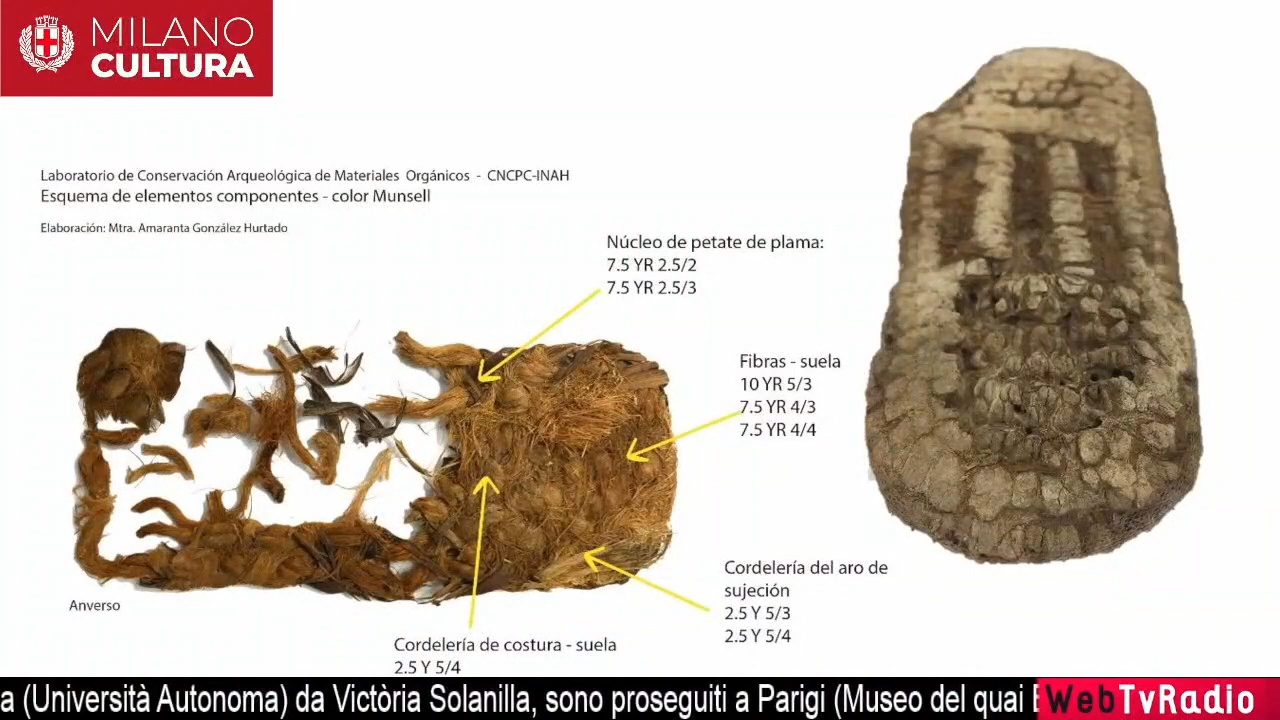 MILANO
CULTURA
Laboratorio de Conservación Arqueológica de Materiales Orgánicos - CNCPC-INAH
Esquema de elementos componentes - color Munsell
Elaboración: Mtra. Amaranta González Hurtado
Núcleo de petate de plama:
7.5 YR 2.5/2
7.5 YR 2.5/3
Fibras - suela
10 YR 5/3
7.5 YR 4/3
7.5 YR 4/4
Cordelería del aro de
sujeción
2.5 Y 5/3
2.5 Y 5/4
Anverso
Cordelería de costura - suela
2.5 Y 5/4
a (Università Autonoma) da Victòria Solanilla, sono proseguiti a Parigi (Museo del quai
WebTvRadio